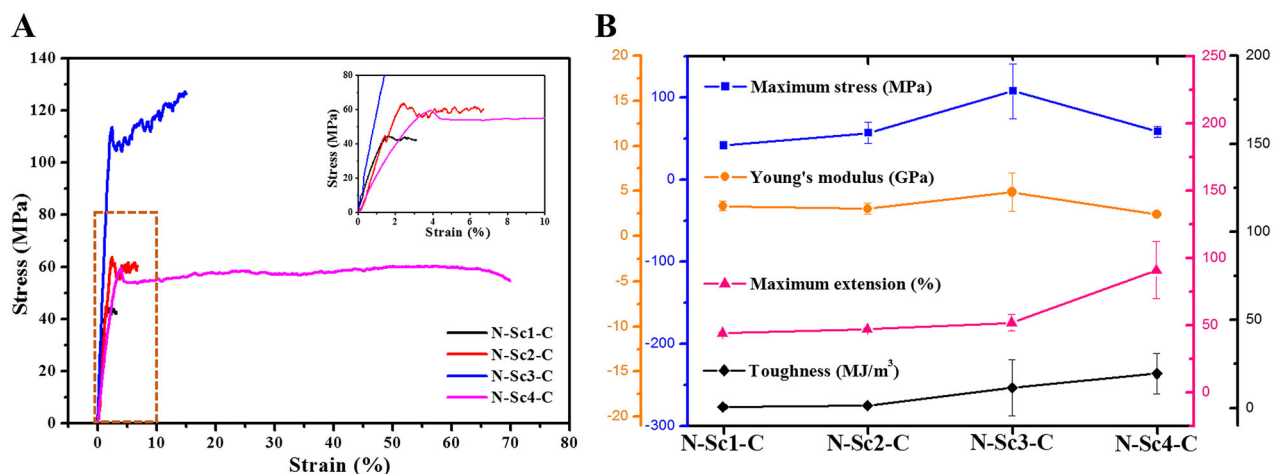 A
Stress (MPa)
140
120
100
80
60
40
20
0
0 10 20 30 40 50 60 70 80
Strain (%)
N-Sc1-C
N-Sc2-C
N-Sc3-C
N-Sc4-C
Stress (MPa)
80
60
40
20
0
0 2 4 6 8 10
Strain (%)
B
20
15
10
5
0
-5
-10
-15
-20
100
0
-100
-200
-300
Maximum stress (MPa)
Young's modulus (GPa)
Maximum extension (%)
Toughness (MJ/m³)
N-Sc1-C N-Sc2-C N-Sc3-C N-Sc4-C
250
200
150
100
50
0
200
150
100
50
0